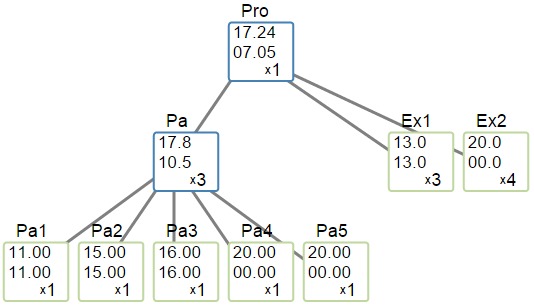 Pro
17.24
07.05
x1
Pa
17.8
10.5
x3
Ex1
13.0
13.0
x3
Ex2
20.0
00.0
x4
Pa1
11.00
11.00
x1
Pa2
15.00
15.00
x1
Pa3
16.00
16.00
x1
Pa4
20.00
00.00
x1
Pa5
20.00
00.00
x1